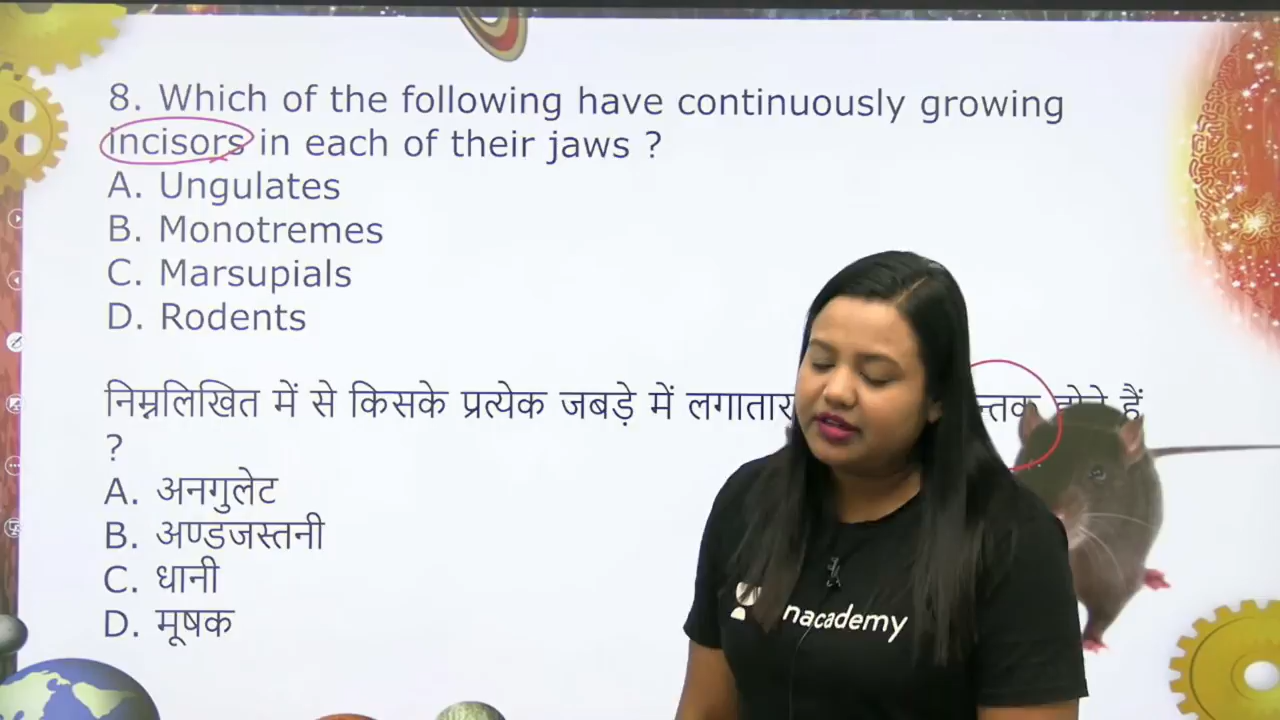 8. Which of the following have continuously growing
incisors in each of their jaws ?
A. Ungulates
B. Monotremes
C. Marsupials
D. Rodents
निम्नलिखित में से किसके प्रत्येक जबड़े में लगातार न्तक होते हैं
?
A. अनगुलेट
B. अण्डजस्तनी
C. धानी
D. मूषक
nacademy